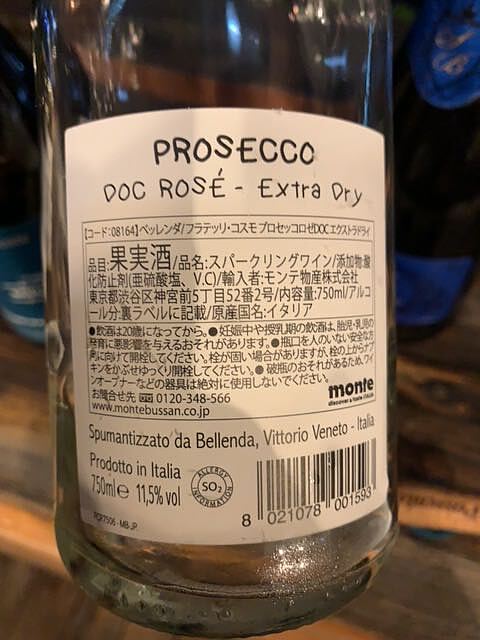 PROSECCO
DOC ROSÉ - Extra Dry
【コード:08164】ベッレンダ/フラテッリ・コスモ プロセッコロゼDOC エクストラドライ
品目:果実酒/品名:スパークリングワイン/添加物:酸
化防止剤(亜硫酸塩、V.C)/輸入者:モンテ物産株式会社
東京都渋谷区神宮前5丁目52番2号/内容量:750ml/アルコ
ール分:裏ラベルに記載/原産国名:イタリア
●飲酒は20歳になってから。●妊娠中や授乳期の飲酒は、胎児・乳児の
発育に悪影響を与えるおそれがあります。●瓶口を人のいない安全な方
向に向けて開栓してください。栓が固い場合がありますが、栓の上からナプ
キンをかぶせゆっくり開栓してください。●破瓶のおそれがあるため、ワイ
ンオープナーなどの器具は絶対に使用しないでください。
お問合せ先 0120-348-566
www.montebussan.co.jp
monte
discover & taste ITALIA
Spumantizzato da Bellenda, Vittorio Veneto - Italia
Prodotto in Italia
750ml e 11,5% vol
ALLERGY
SO2
INFORMATION
8 021078 001593
RCR7506 - MB-JP